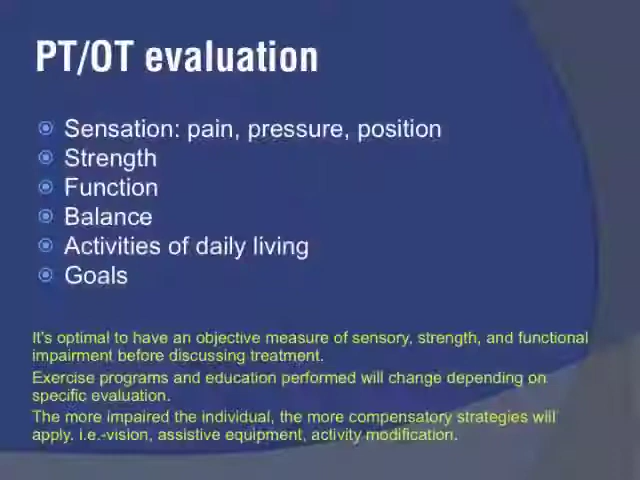 PT/OT evaluation
Sensation: pain, pressure, position
Strength
Function
Balance
Activities of daily living
Goals
It's optimal to have an objective measure of sensory, strength, and functional
impairment before discussing treatment.
Exercise programs and education performed will change depending on
specific evaluation.
The more impaired the individual, the more compensatory strategies will
apply. i.e.-vision, assistive equipment, activity modification.